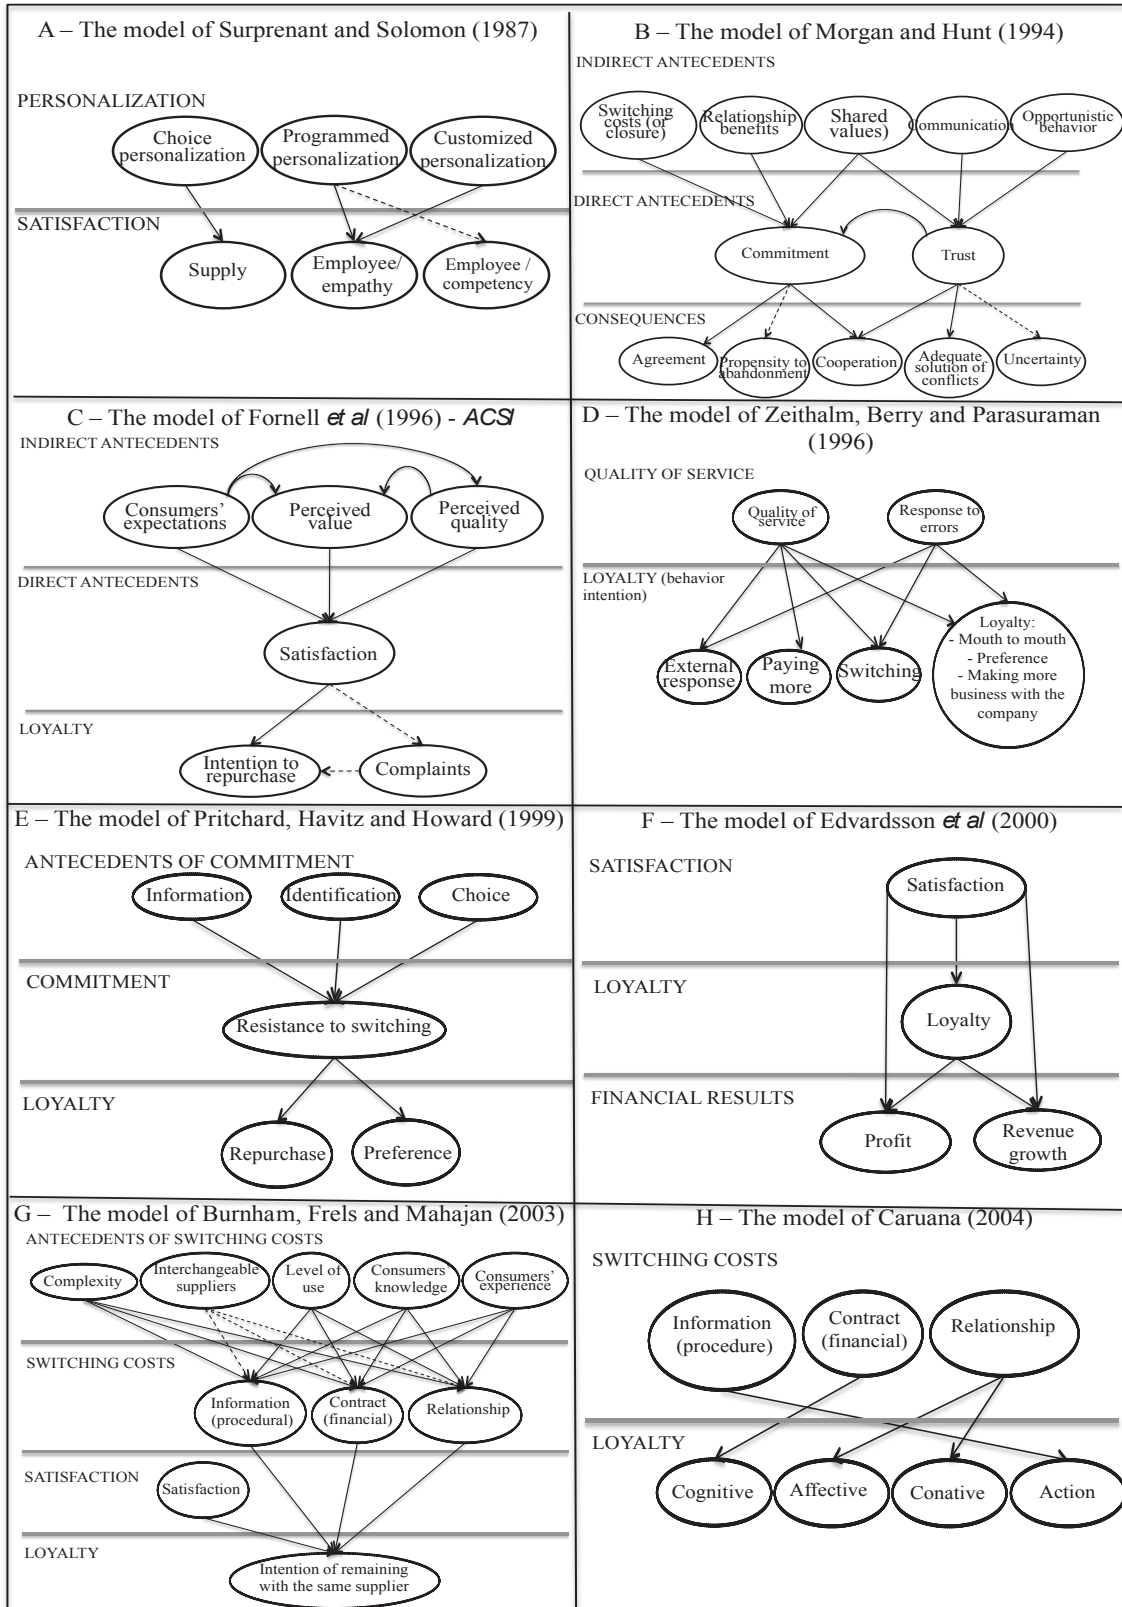 A – The model of Surprenant and Solomon (1987)
PERSONALIZATION
Choice
personalization
Programmed
personalization
Customized
personalization
SATISFACTION
Supply
Employee/
empathy
Employee /
competency
B – The model of Morgan and Hunt (1994)
INDIRECT ANTECEDENTS
Switching
costs (or
closure)
Relationship
benefits
Shared
values)
Communication
Opportunistic
behavior
DIRECT ANTECEDENTS
Commitment
Trust
CONSEQUENCES
Agreement
Propensity to
abandonment
Cooperation
Adequate
solution of
conflicts
Uncertainty
C – The model of Fornell et al (1996) - ACSI
INDIRECT ANTECEDENTS
Consumers'
expectations
Perceived
value
Perceived
quality
DIRECT ANTECEDENTS
Satisfaction
LOYALTY
Intention to
repurchase
Complaints
D – The model of Zeithalm, Berry and Parasuraman
(1996)
QUALITY OF SERVICE
Quality of
service
Response to
errors
LOYALTY (behavior
intention)
External
response
Paying
more
Switching
Loyalty:
- Mouth to mouth
- Preference
- Making more
business with the
company
E – The model of Pritchard, Havitz and Howard (1999)
ANTECEDENTS OF COMMITMENT
Information
Identification
Choice
COMMITMENT
Resistance to switching
LOYALTY
Repurchase
Preference
F – The model of Edvardsson et al (2000)
SATISFACTION
Satisfaction
LOYALTY
Loyalty
FINANCIAL RESULTS
Profit
Revenue
growth
G – The model of Burnham, Frels and Mahajan (2003)
ANTECEDENTS OF SWITCHING COSTS
Complexity
Interchangeable
suppliers
Level of
use
Consumers
knowledge
Consumers'
experience
SWITCHING COSTS
Information
(procedural)
Contract
(financial)
Relationship
SATISFACTION
Satisfaction
LOYALTY
Intention of remaining
with the same supplier
H – The model of Caruana (2004)
SWITCHING COSTS
Information
(procedure)
Contract
(financial)
Relationship
LOYALTY
Cognitive
Affective
Conative
Action